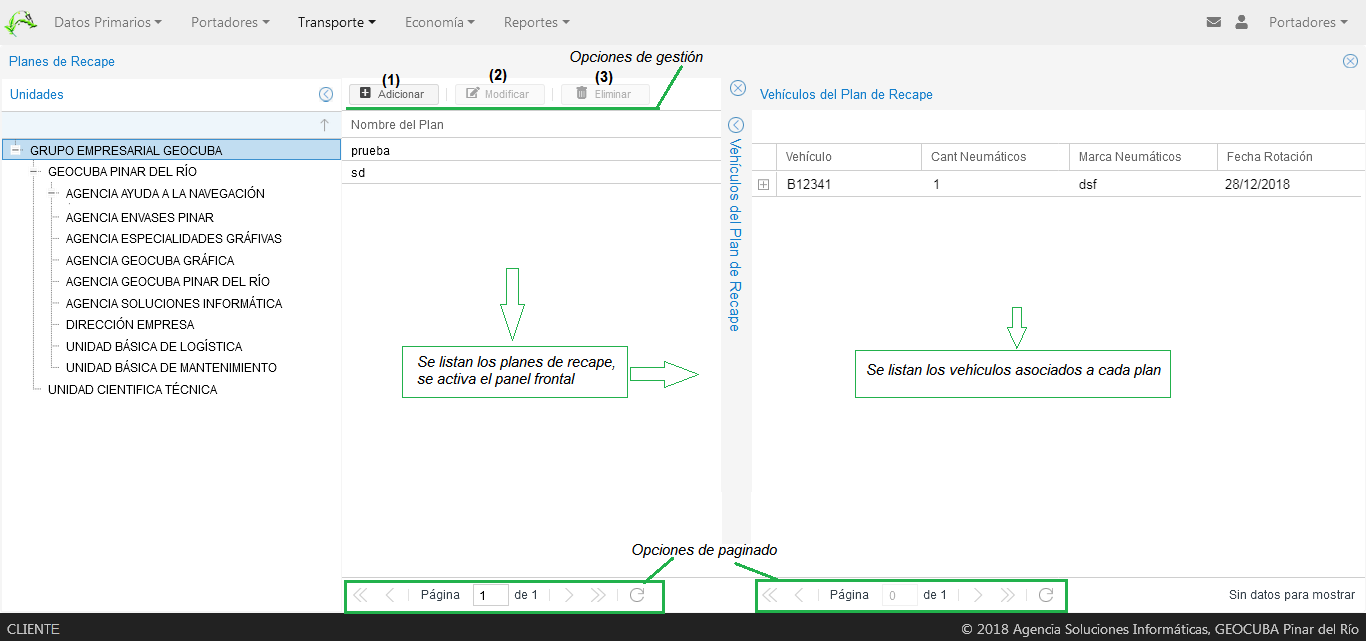 Datos Primarios Portadores Transporte Economía Reportes Portadores
Planes de Recape
Opciones de gestión
Unidades
(1) (2) (3)
Adicionar Modificar Eliminar
Vehículos del Plan de Recape
Nombre del Plan
prueba
sd
GRUPO EMPRESARIAL GEOCUBA
GEOCUBA PINAR DEL RÍO
AGENCIA AYUDA A LA NAVEGACIÓN
AGENCIA ENVASES PINAR
AGENCIA ESPECIALIDADES GRÁFIVAS
AGENCIA GEOCUBA GRÁFICA
AGENCIA GEOCUBA PINAR DEL RÍO
AGENCIA SOLUCIONES INFORMÁTICA
DIRECCIÓN EMPRESA
UNIDAD BÁSICA DE LOGÍSTICA
UNIDAD BÁSICA DE MANTENIMIENTO
UNIDAD CIENTIFICA TÉCNICA
Vehículos del Plan de Recape
Vehículo Cant Neumáticos Marca Neumáticos Fecha Rotación
B12341 1 dsf 28/12/2018
Se listan los planes de recape,
se activa el panel frontal
Se listan los vehículos asociados a cada plan
Opciones de paginado
Página 1 de 1
Página 0 de 1
Sin datos para mostrar
CLIENTE
© 2018 Agencia Soluciones Informáticas, GEOCUBA Pinar del Río